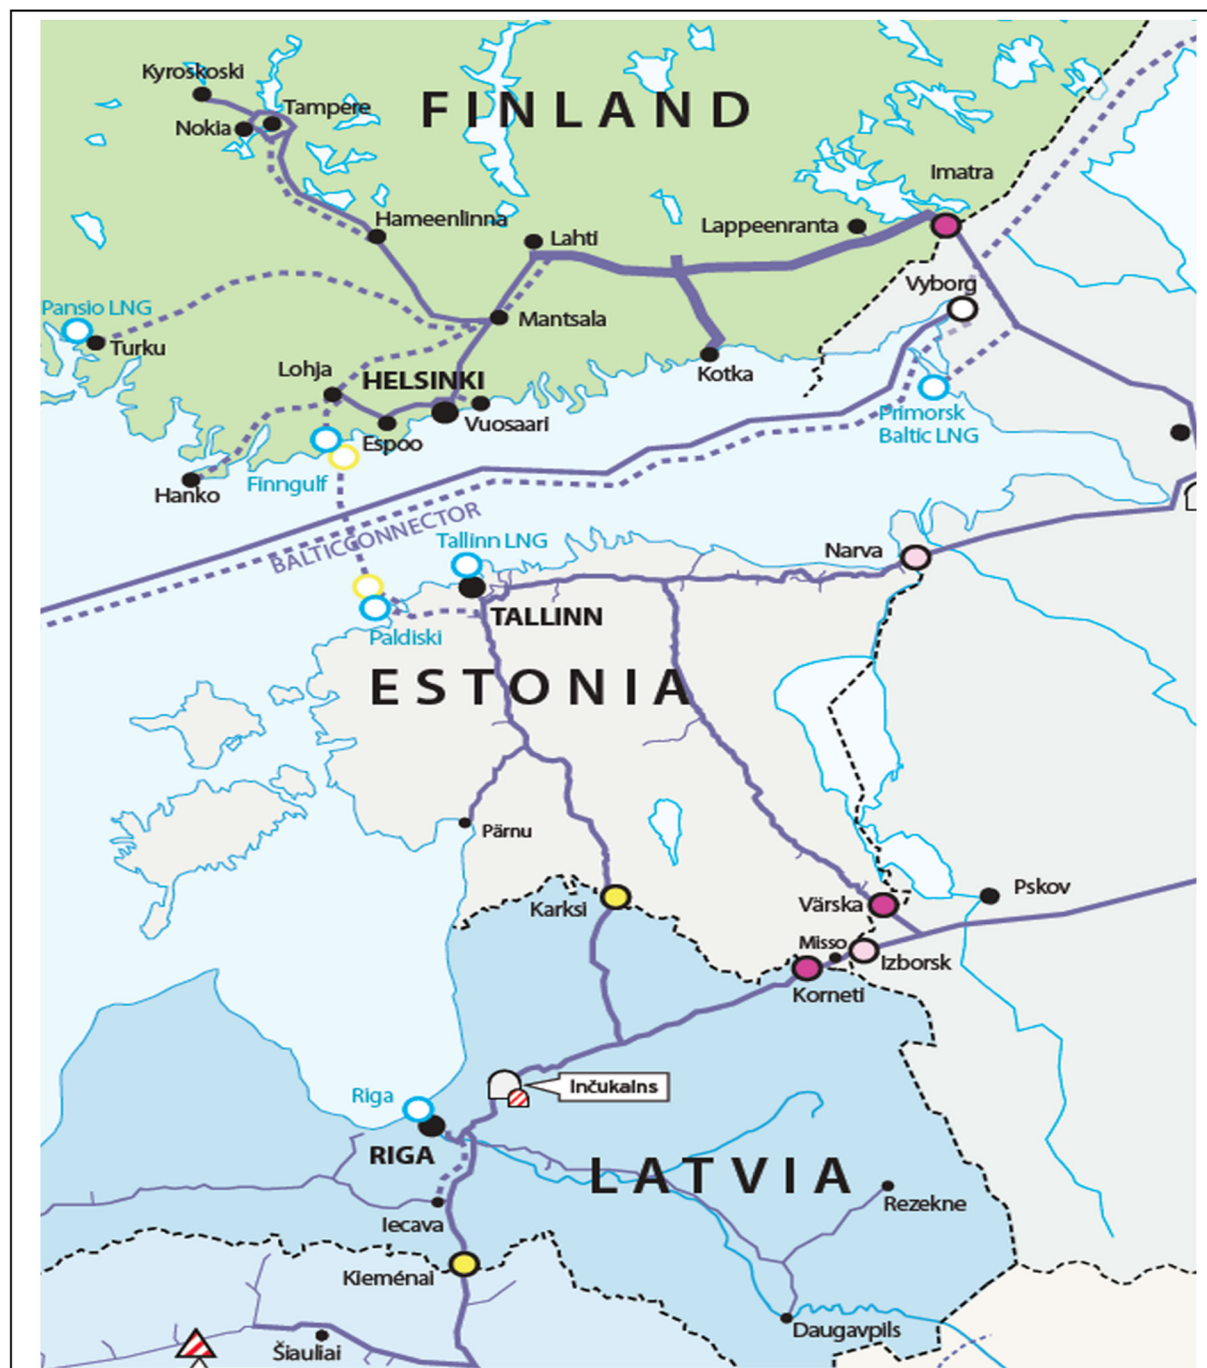 Kyroskoski
Tampere
FINLAND
Nokia
Imatra
Hameenlinna
Lahti
Lappeenranta
Vyborg
Pansio LNG
Mantsala
Turku
Lohja
HELSINKI
Kotka
Vuosaari
Primorsk
Baltic LNG
Espoo
Finngulf
Hanko
BALTICCONNECTOR
Tallinn LNG
Narva
TALLINN
Paldiski
ESTONIA
Pärnu
Karksi
Värska
Pskov
Misso
Izborsk
Korneti
Inčukalns
Riga
RIGA
LATVIA
Rezekne
Iecava
Kieménai
Daugavpils
Šiauliai